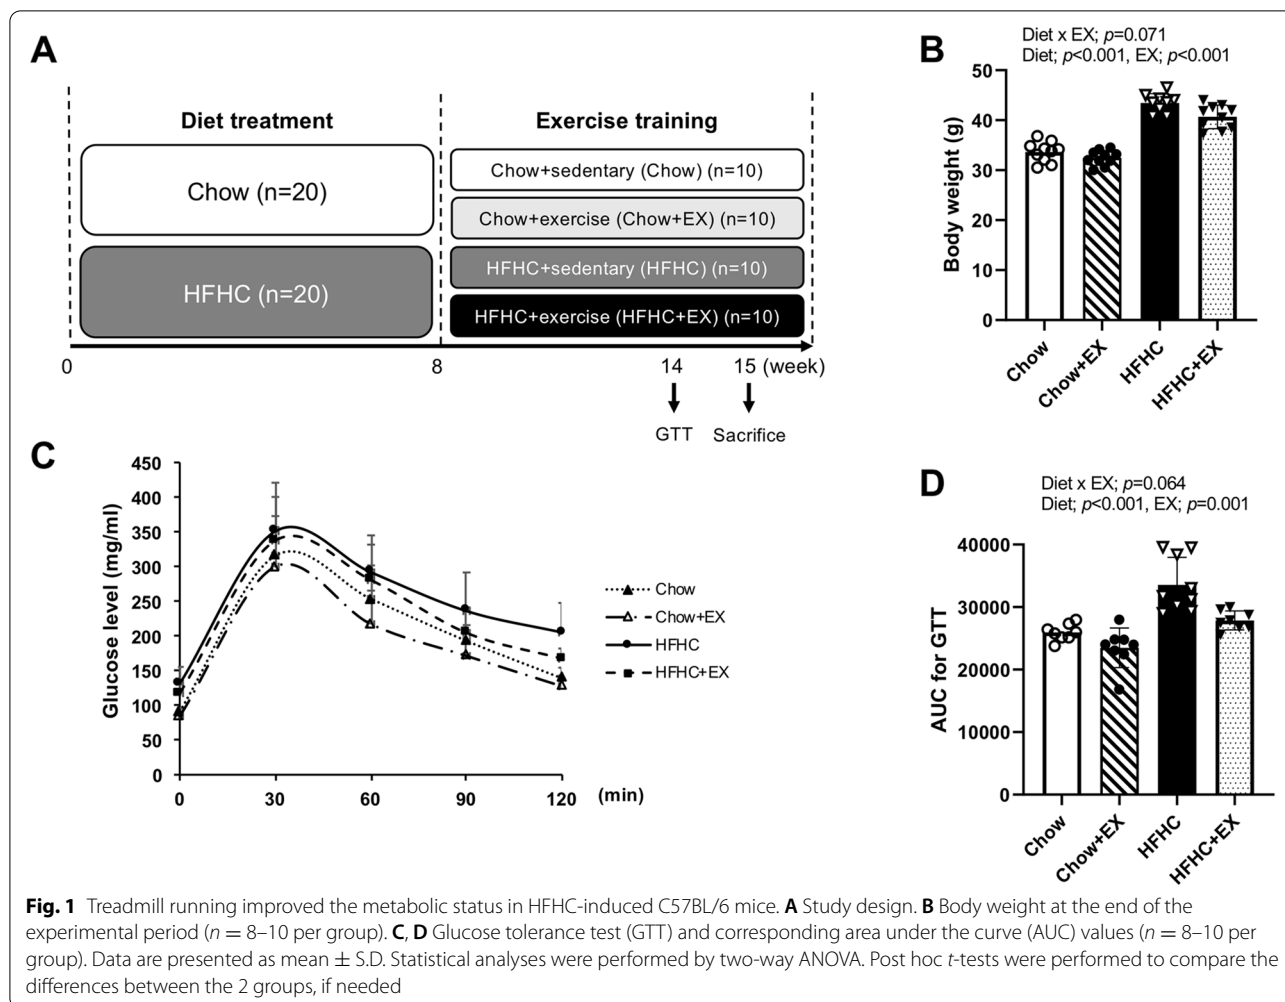 A
Diet treatment
Exercise training
Chow (n=20)
HFHC (n=20)
Chow+sedentary (Chow) (n=10)
Chow+exercise (Chow+EX) (n=10)
HFHC+sedentary (HFHC) (n=10)
HFHC+exercise (HFHC+EX) (n=10)
0
8
14
15 (week)
GTT
Sacrifice
B
Diet x EX; p=0.071
Diet; p<0.001, EX; p<0.001
Body weight (g)
50
40
30
20
10
0
Chow
Chow+EX
HFHC
HFHC+EX
C
Glucose level (mg/ml)
450
400
350
300
250
200
150
100
50
0
0
30
60
90
120
(min)
Chow
Chow+EX
HFHC
HFHC+EX
D
Diet x EX; p=0.064
Diet; p<0.001, EX; p=0.001
AUC for GTT
40000
30000
20000
10000
0
Chow
Chow+EX
HFHC
HFHC+EX
Fig. 1 Treadmill running improved the metabolic status in HFHC-induced C57BL/6 mice. A Study design. B Body weight at the end of the
experimental period (n = 8–10 per group). C, D Glucose tolerance test (GTT) and corresponding area under the curve (AUC) values (n = 8–10 per
group). Data are presented as mean ± S.D. Statistical analyses were performed by two-way ANOVA. Post hoc t-tests were performed to compare the
differences between the 2 groups, if needed